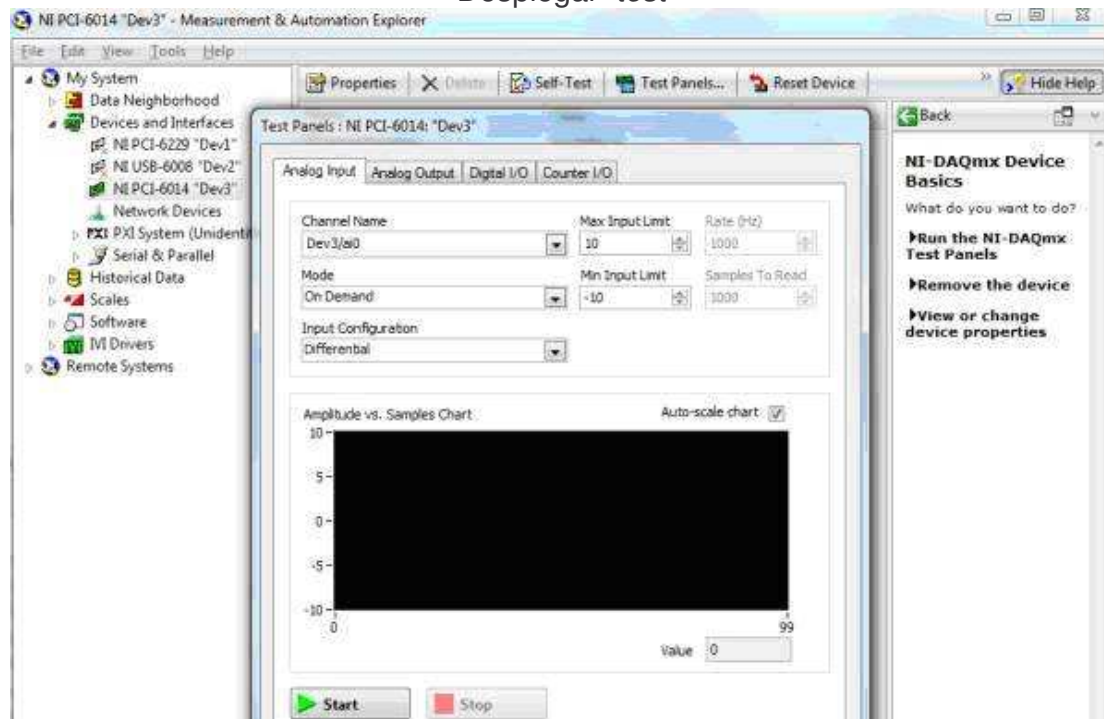 NI PCI-6014 "Dev3" - Measurement & Automation Explorer
File Edit View Tools Help
My System
Data Neighborhood
Devices and Interfaces
NI PCI-6229 "Dev1"
NI USB-6008 "Dev2"
NI PCI-6014 "Dev3"
Network Devices
PXI PXI System (Unidenti
Serial & Parallel
Historical Data
Scales
Software
IVI Drivers
Remote Systems
Properties Delete Self-Test Test Panels... Reset Device » Hide Help
Test Panels : NI PCI-6014: "Dev3"
Analog Input Analog Output Digital I/O Counter I/O
Channel Name Max Input Limit Rate (Hz)
Dev3/ai0 10 1000
Mode Min Input Limit Samples To Read
On Demand -10 1000
Input Configuration
Differential
Amplitude vs. Samples Chart Auto-scale chart
10
5
0
-5
-10
0 99
Value 0
Start Stop
Back
NI-DAQmx Device
Basics
What do you want to do?
Run the NI-DAQmx
Test Panels
Remove the device
View or change
device properties